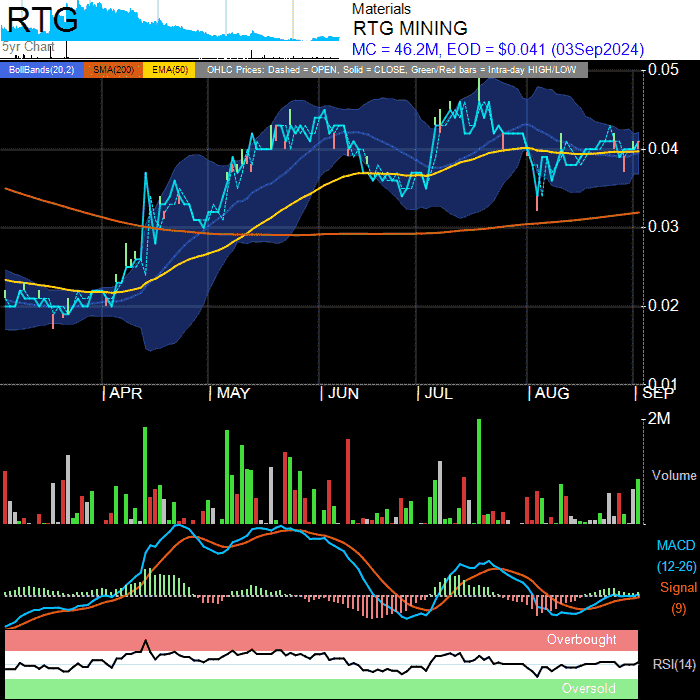 RTG
5yr Chart
Materials
RTG MINING
MC = 46.2M, EOD = $0.041 (03Sep2024)
BollBands(20,2)
SMA(200)
EMA(50)
OHLC Prices: Dashed = OPEN, Solid = CLOSE, Green/Red bars = Intra-day HIGH/LOW
0.05
0.04
0.03
0.02
0.01
APR
MAY
JUN
JUL
AUG
SEP
2M
Volume
MACD
(12-26)
Signal
(9)
Overbought
RSI(14)
Oversold